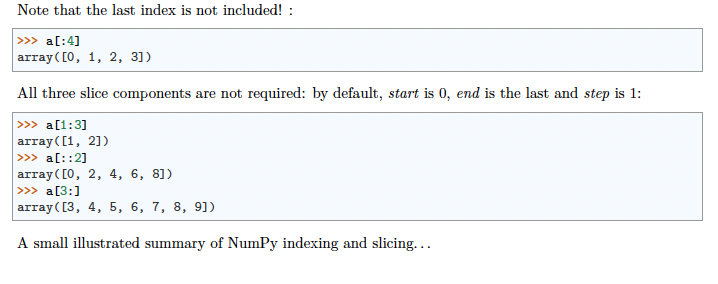 Note that the last index is not included! :
>>> a[:4]
array([0, 1, 2, 3])
All three slice components are not required: by default, start is 0, end is the last and step is 1:
>>> a[1:3]
array([1, 2])
>>> a[::2]
array([0, 2, 4, 6, 8])
>>> a[3:]
array([3, 4, 5, 6, 7, 8, 9])
A small illustrated summary of NumPy indexing and slicing...